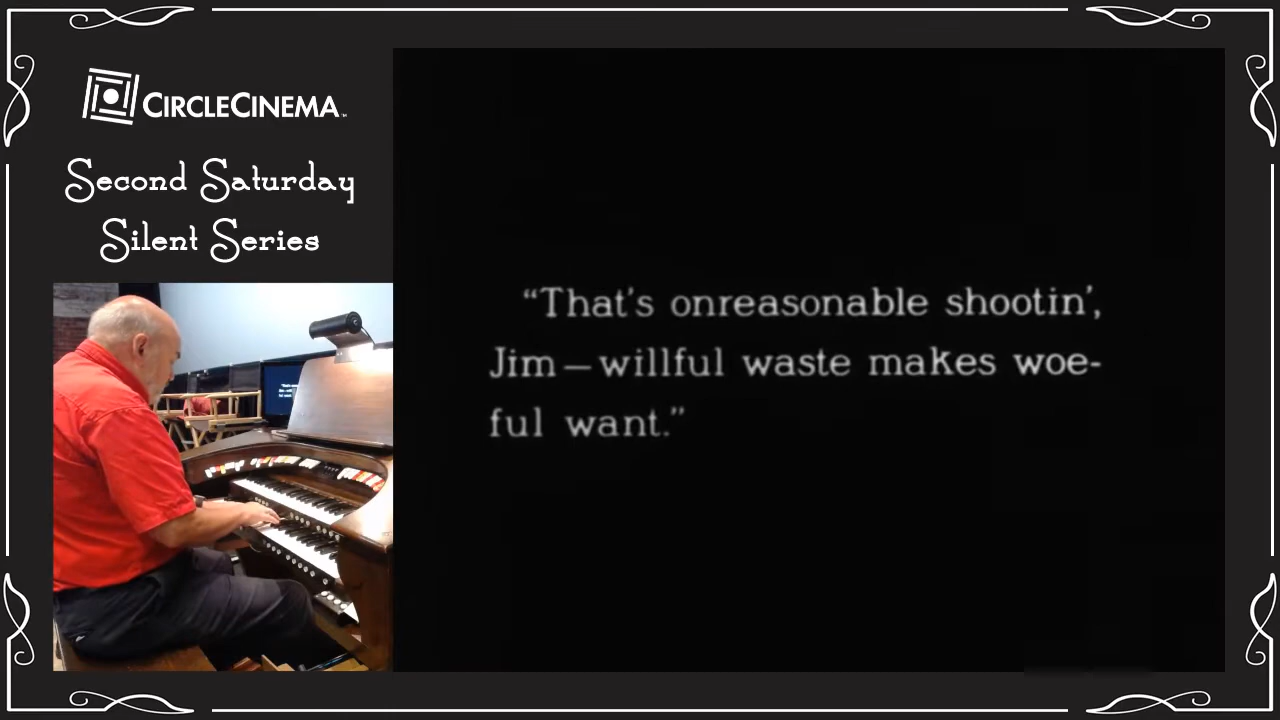 CIRCLECINEMA
Second Saturday
Silent Series
“That's onreasonable shootin',
Jim—willful waste makes woe-
ful want.”